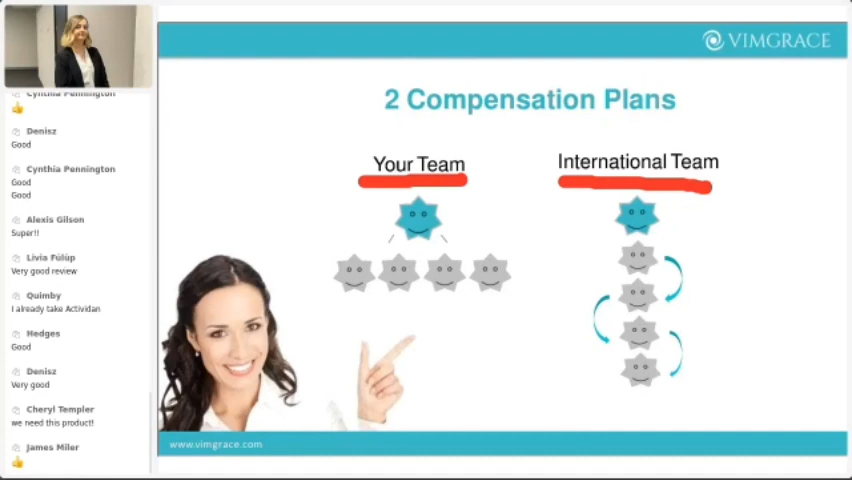 Cynthia Pennington
Denisz
Good
Cynthia Pennington
Good
Good
Alexis Gilson
Super!!
Lívia Fülüp
Very good review
Quimby
I already take Actividan
Hedges
Good
Denisz
Very good
Cheryl Templer
we need this product!
James Miler
VIMGRACE
2 Compensation Plans
Your Team
International Team
www.vimgrace.com